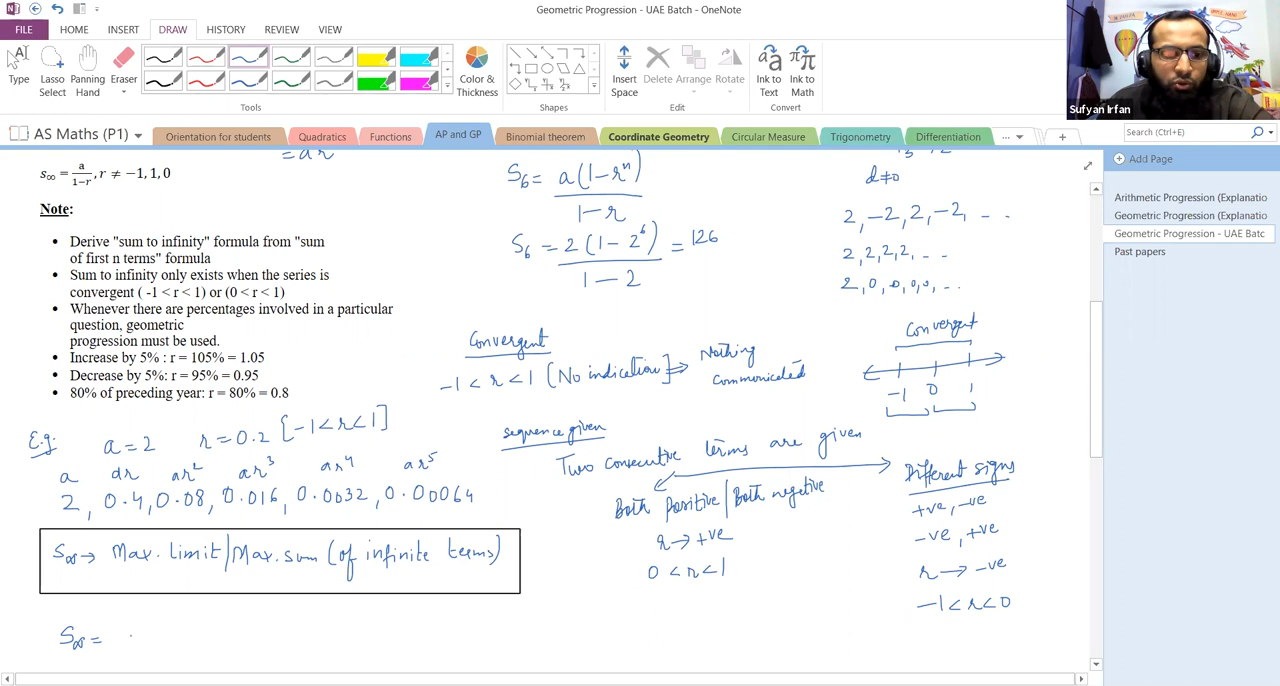 Geometric Progression - UAE Batch - OneNote
FILE HOME INSERT DRAW HISTORY REVIEW VIEW
Type
Lasso Select
Panning Hand
Eraser
Color & Thickness
Insert Space
Delete
Arrange
Rotate
Ink to Text
Ink to Math
Tools Shapes Edit Convert
Sufyan Irfan
AS Maths (P1)
Orientation for students Quadratics Functions AP and GP Binomial theorem Coordinate Geometry Circular Measure Trigonometry Differentiation ...
Search (Ctrl+E)
Add Page
Arithmetic Progression (Explanatio
Geometric Progression (Explanatio
Geometric Progression - UAE Batc
Past papers
= ar
s∞ = a/(1−r), r ≠ −1, 1, 0
Note:
• Derive "sum to infinity" formula from "sum
of first n terms" formula
• Sum to infinity only exists when the series is
convergent ( -1 < r < 1) or (0 < r < 1)
• Whenever there are percentages involved in a particular
question, geometric
progression must be used.
• Increase by 5% : r = 105% = 1.05
• Decrease by 5%: r = 95% = 0.95
• 80% of preceding year: r = 80% = 0.8
E.g: a = 2 r = 0.2 [-1 < r < 1]
a ar ar² ar³ ar⁴ ar⁵
2, 0.4, 0.08, 0.016, 0.0032, 0.00064
S∞ → Max. limit/Max. sum (of infinite terms)
S∞ =
S₆ = a(1 − rⁿ)/(1 − r)
S₆ = 2(1 − 2⁶)/(1 − 2) = 126
Convergent
-1 < r < 1 [No indication] ⇒ Nothing
communicated
sequence given
Two consecutive terms are given
Both positive/Both negative
r → +ve
0 < r < 1
Different signs
+ve, -ve
-ve, +ve
r → -ve
-1 < r < 0
d≠0
2, -2, 2, -2, ...
2, 2, 2, 2, ...
2, 0, 0, 0, 0, ...
Convergent
-1 0 1